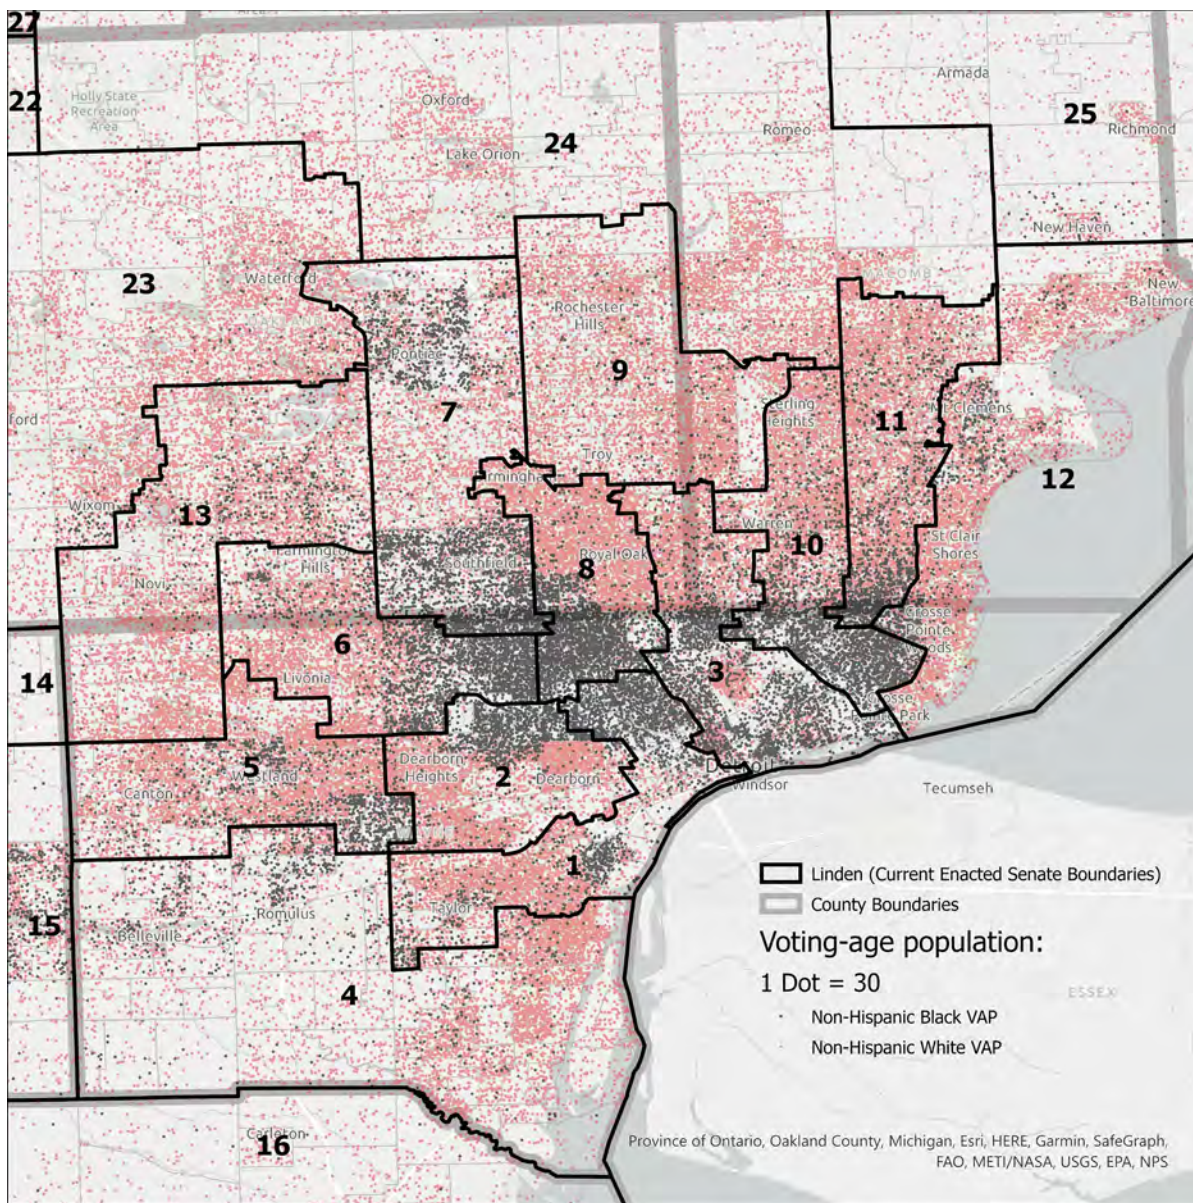 27
22
Holly State
Recreation
Area
Oxford
Lake Orion
24
Romeo
Armada
25
Richmond
New Haven
MACOMB
New
Baltimore
23
Waterford
Rochester
Hills
Pontiac
9
7
11
Mt Clemens
12
Troy
Wixom
13
Warren
10
St Clair
Shores
Farmington
Hills
Southfield
Royal Oak
8
Novi
Grosse
Pointe
6
14
Livonia
3
5
Westland
Canton
Dearborn
Heights
2
Dearborn
Detroit
Windsor
Tecumseh
1
Romulus
Taylor
15
Belleville
4
Linden (Current Enacted Senate Boundaries)
County Boundaries
Voting-age population:
1 Dot = 30
Non-Hispanic Black VAP
Non-Hispanic White VAP
ESSEX
Carleton
16
Province of Ontario, Oakland County, Michigan, Esri, HERE, Garmin, SafeGraph,
FAO, METI/NASA, USGS, EPA, NPS